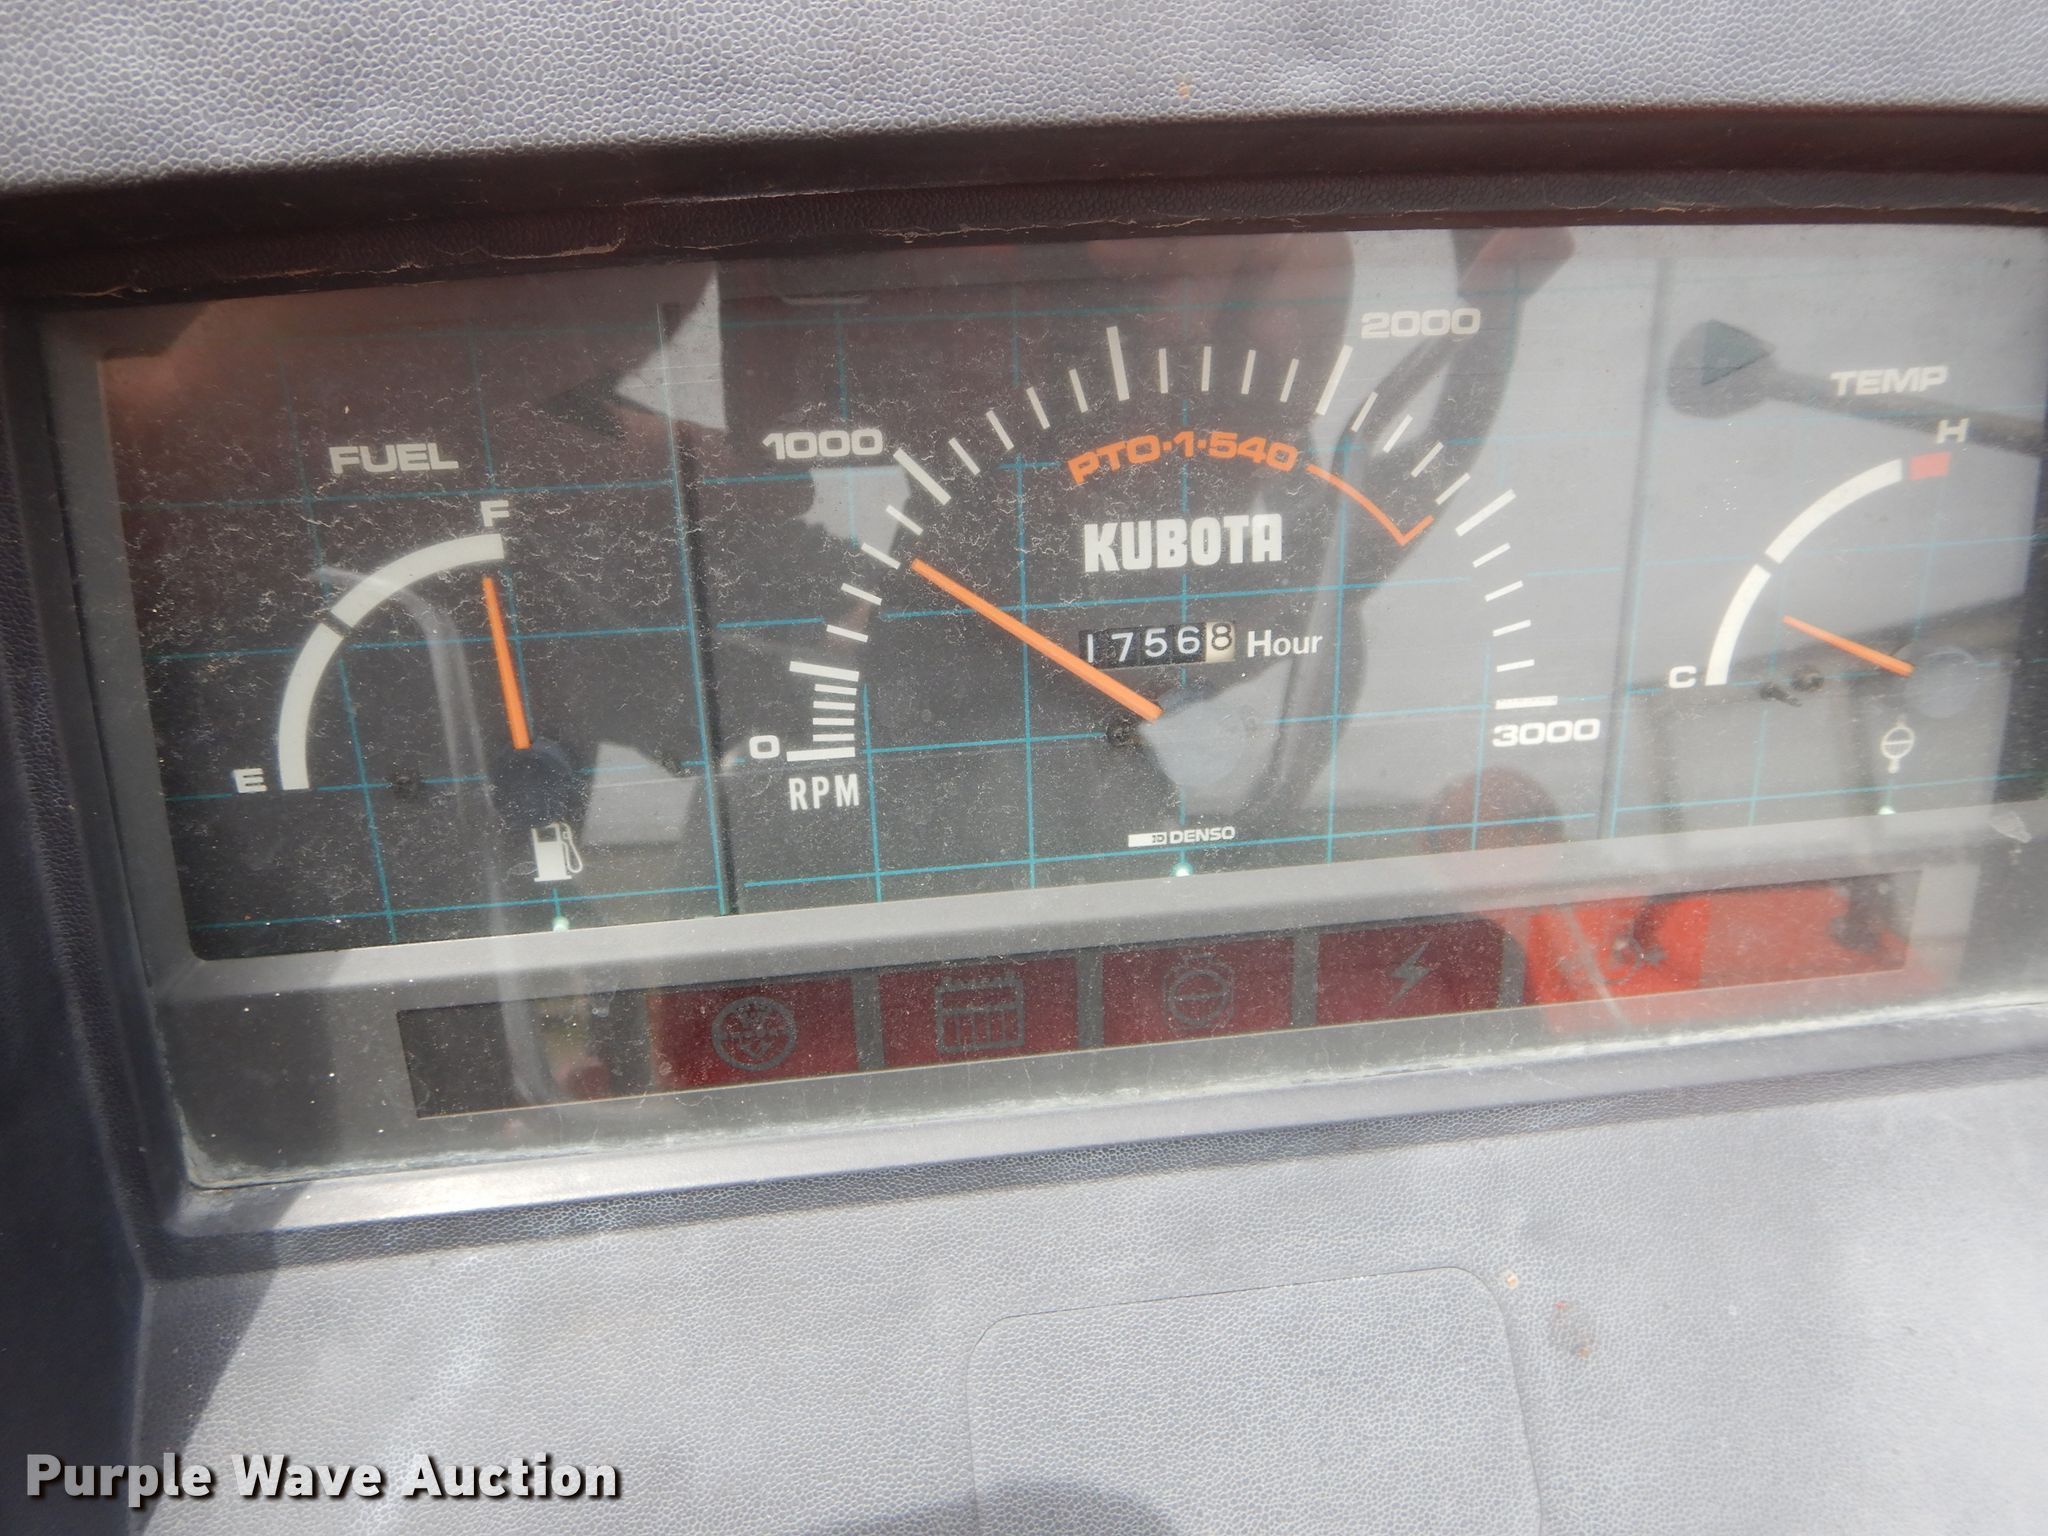 FUEL
F
E
1000
2000
0
RPM
PTO·1·540
KUBOTA
17568 Hour
3000
DENSO
TEMP
H
C
Purple Wave Auction